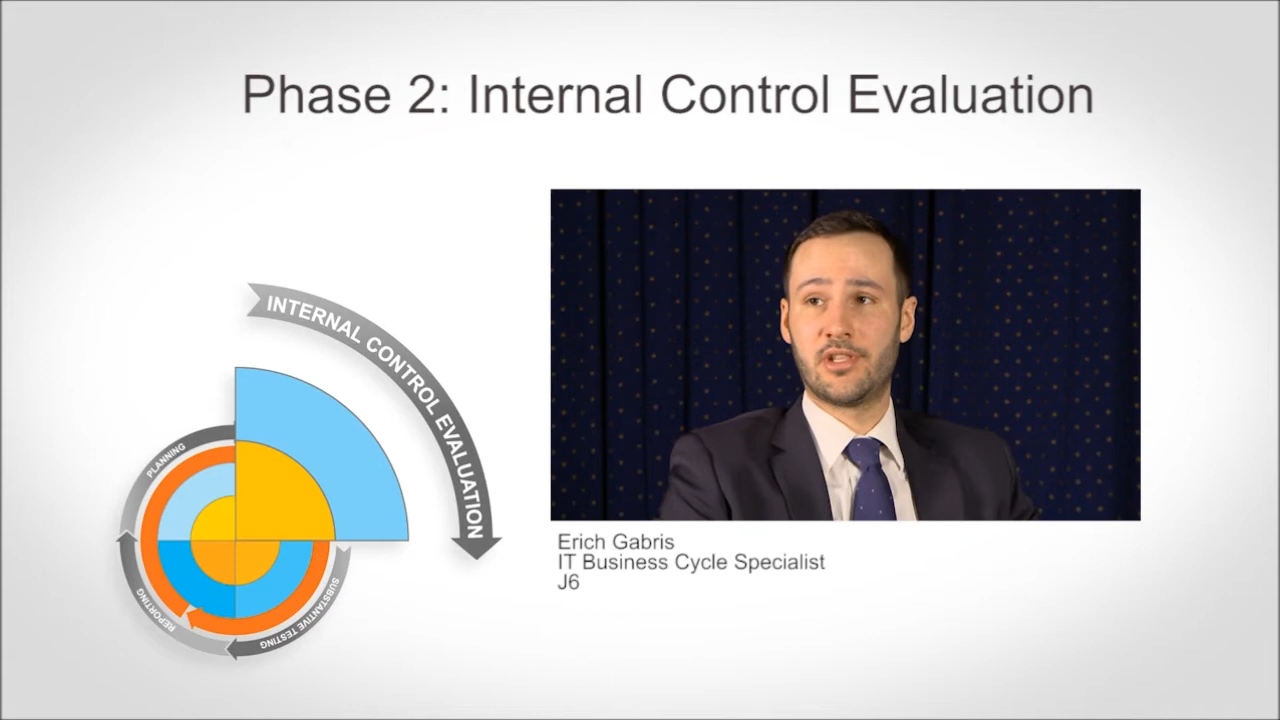 Phase 2: Internal Control Evaluation
INTERNAL CONTROL EVALUATION
PLANNING
REPORTING
SUBSTANTIVE TESTING
Erich Gabris
IT Business Cycle Specialist
J6